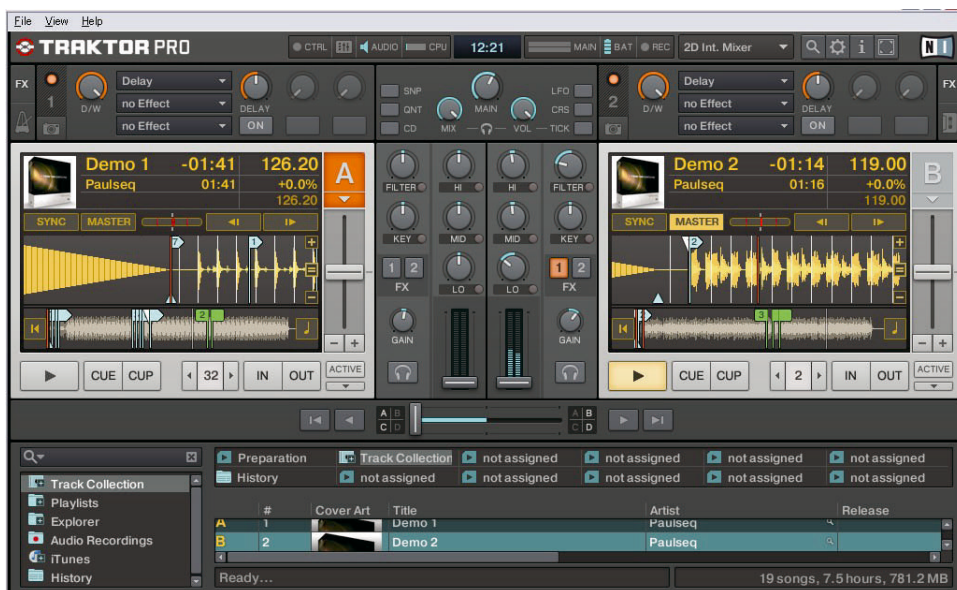 File View Help
TRAKTOR PRO CTRL AUDIO CPU 12:21 MAIN BAT REC 2D Int. Mixer i NI
FX 1 D/W Delay DELAY
no Effect
no Effect ON
SNP LFO
QNT MAIN CRS
CD MIX VOL TICK
2 D/W Delay DELAY FX
no Effect
no Effect ON
Demo 1 -01:41 126.20 A
Paulseq 01:41 +0.0%
126.20
SYNC MASTER
7 1
2
CUE CUP 32 IN OUT ACTIVE
FILTER HI HI FILTER
KEY MID MID KEY
1 2 LO LO 1 2
FX FX
GAIN GAIN
Demo 2 -01:14 119.00 B
Paulseq 01:16 +0.0%
119.00
SYNC MASTER
2
3
CUE CUP 2 IN OUT ACTIVE
A B A B
C D C D
Preparation Track Collection not assigned not assigned not assigned not assigned
History not assigned not assigned not assigned not assigned not assigned
Track Collection
Playlists
Explorer
Audio Recordings
iTunes
History
# Cover Art Title Artist Release
A 1 Demo 1 Paulseq
B 2 Demo 2 Paulseq
Ready... 19 songs, 7.5 hours, 781.2 MB